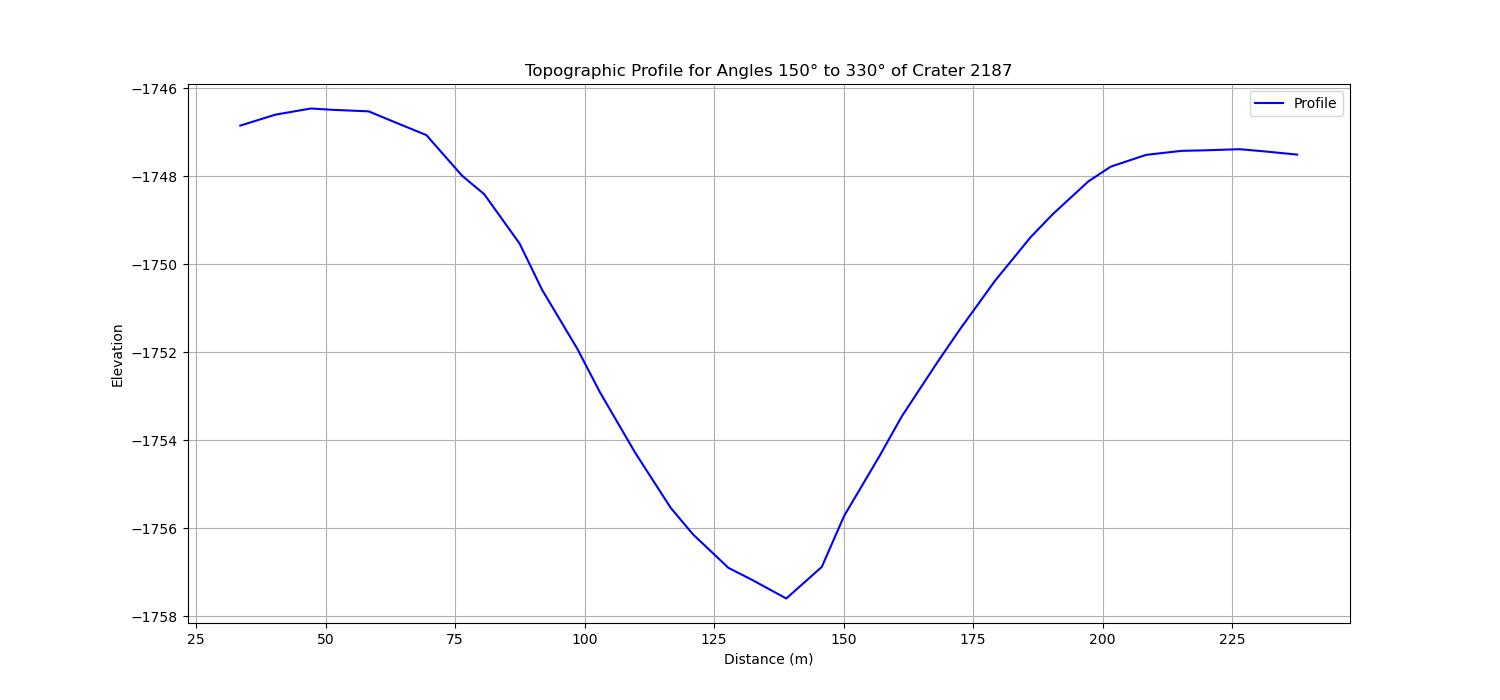 Topographic Profile for Angles 150° to 330° of Crater 2187
Profile
Elevation
−1746
−1748
−1750
−1752
−1754
−1756
−1758
25 50 75 100 125 150 175 200 225
Distance (m)